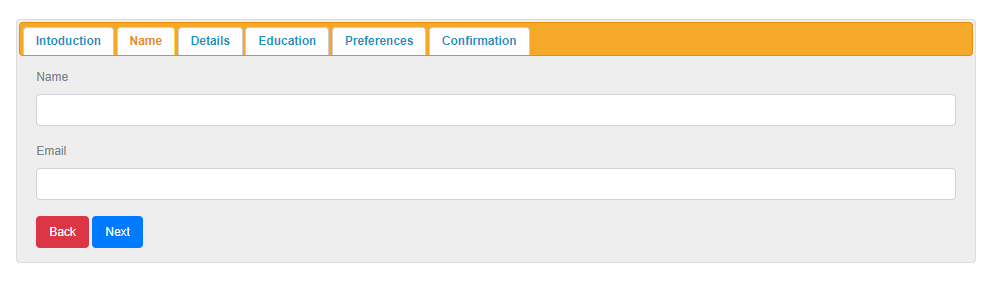 Intoduction Name Details Education Preferences Confirmation
Name
Email
Back Next